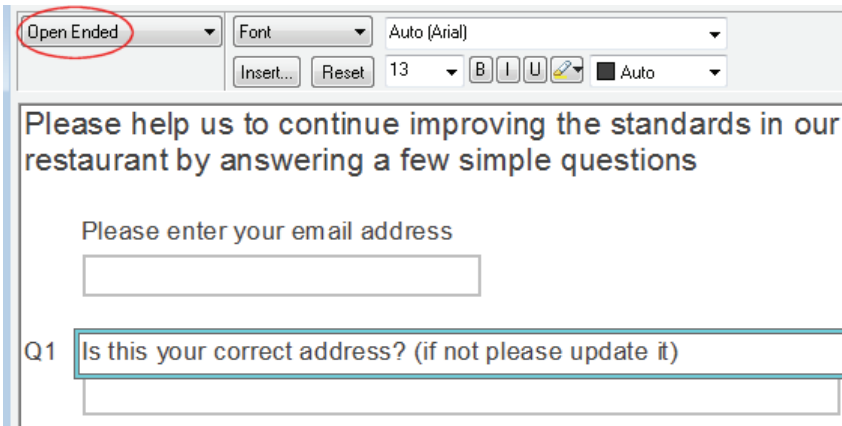 Open Ended Font Auto (Arial)
Insert... Reset 13 B I U Auto
Please help us to continue improving the standards in our
restaurant by answering a few simple questions
Please enter your email address
Q1 Is this your correct address? (if not please update it)